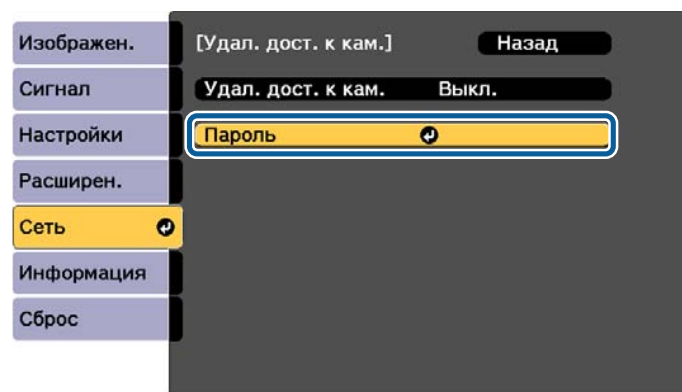 Изображен.
Сигнал
Настройки
Расширен.
Сеть
Информация
Сброс
[Удал. дост. к кам.] Назад
Удал. дост. к кам. Выкл.
Пароль